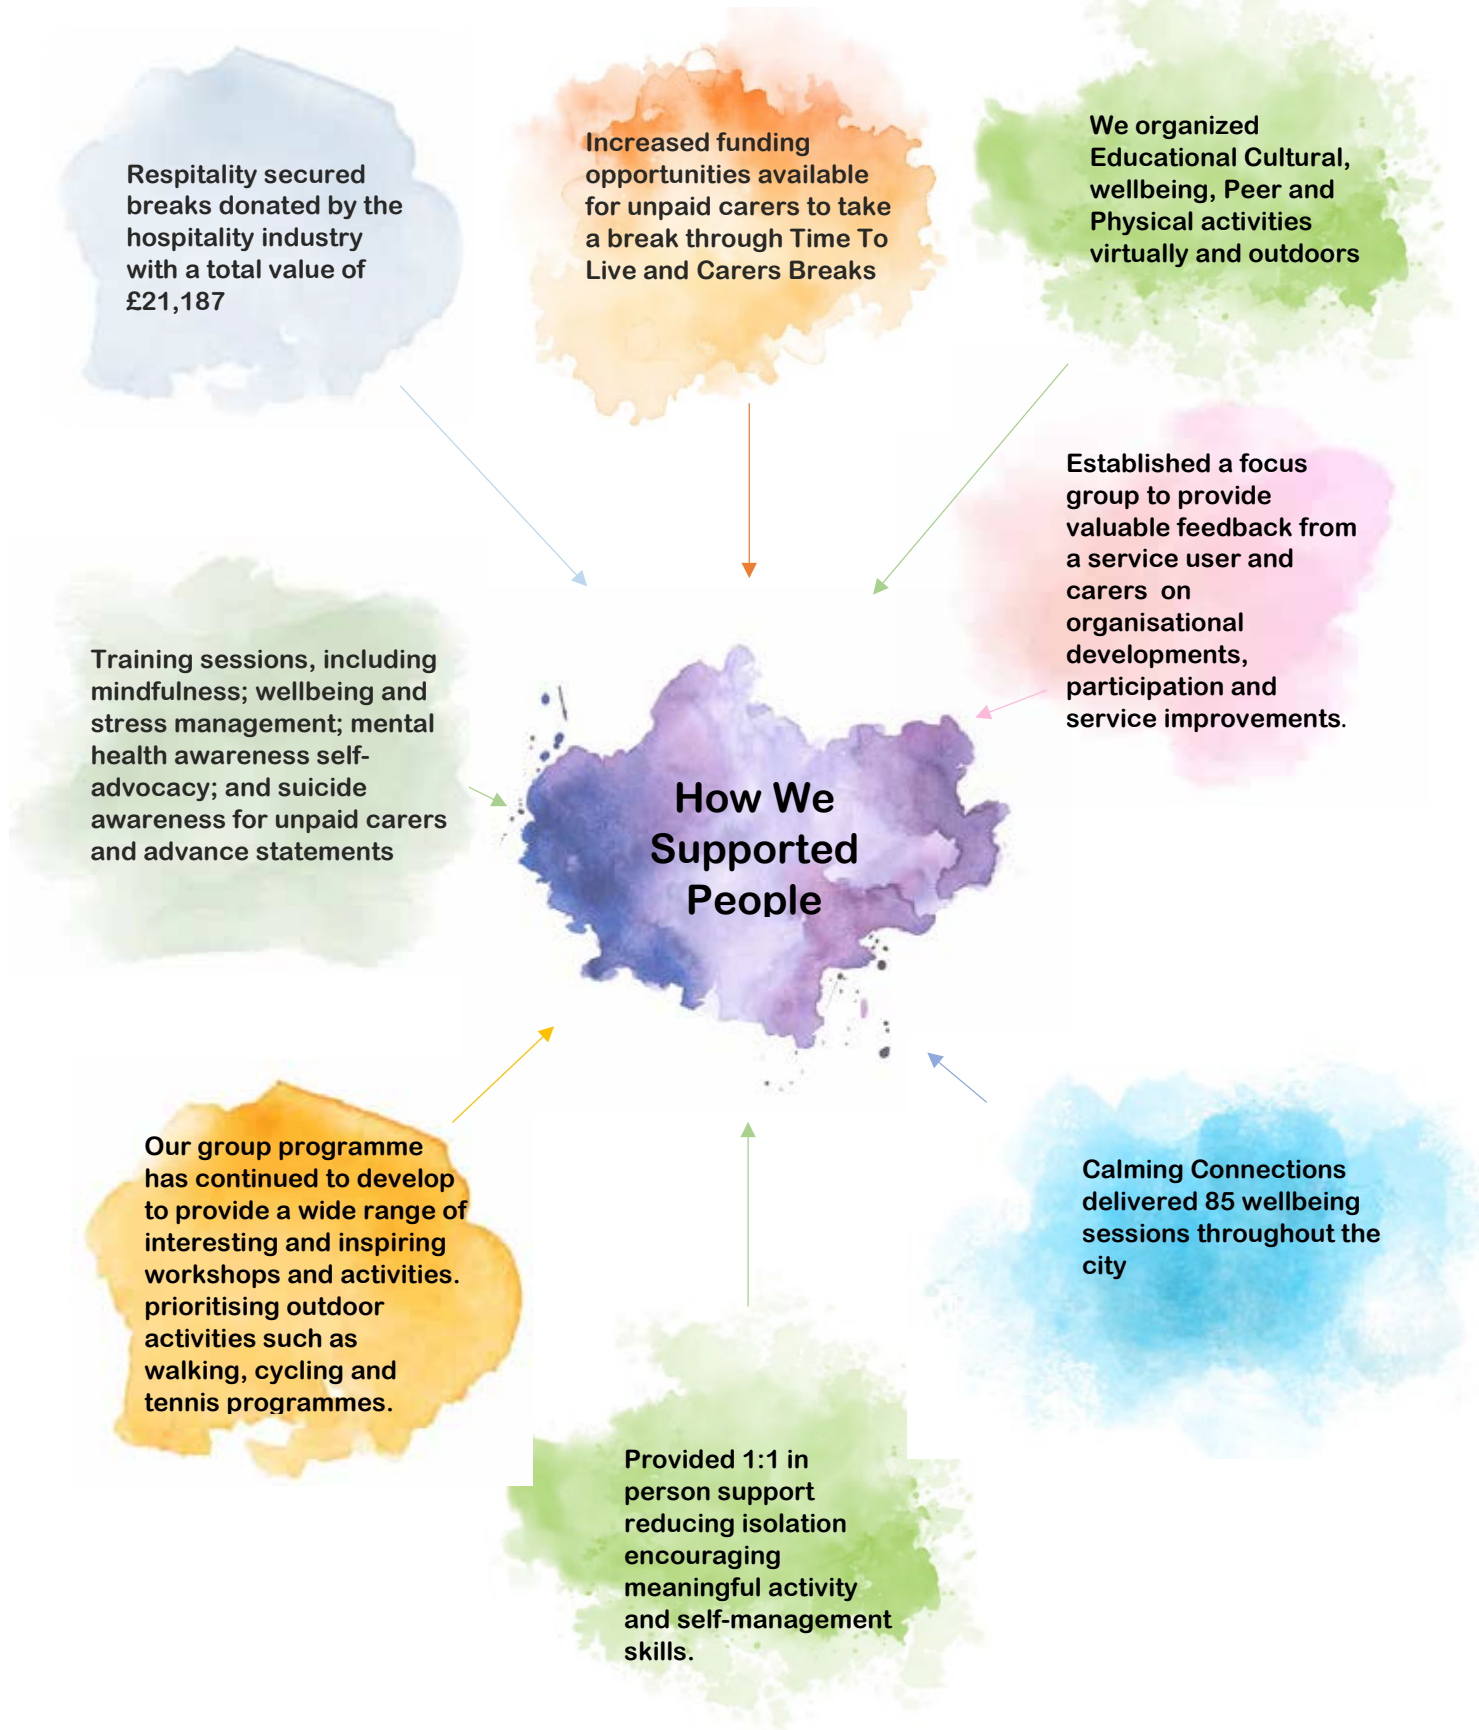 Respitality secured
breaks donated by the
hospitality industry
with a total value of
£21,187
Increased funding
opportunities available
for unpaid carers to take
a break through Time To
Live and Carers Breaks
We organized
Educational Cultural,
wellbeing, Peer and
Physical activities
virtually and outdoors
Established a focus
group to provide
valuable feedback from
a service user and
carers on
organisational
developments,
participation and
service improvements.
Training sessions, including
mindfulness; wellbeing and
stress management; mental
health awareness self-
advocacy; and suicide
awareness for unpaid carers
and advance statements
How We
Supported
People
Our group programme
has continued to develop
to provide a wide range of
interesting and inspiring
workshops and activities.
prioritising outdoor
activities such as
walking, cycling and
tennis programmes.
Calming Connections
delivered 85 wellbeing
sessions throughout the
city
Provided 1:1 in
person support
reducing isolation
encouraging
meaningful activity
and self-management
skills.